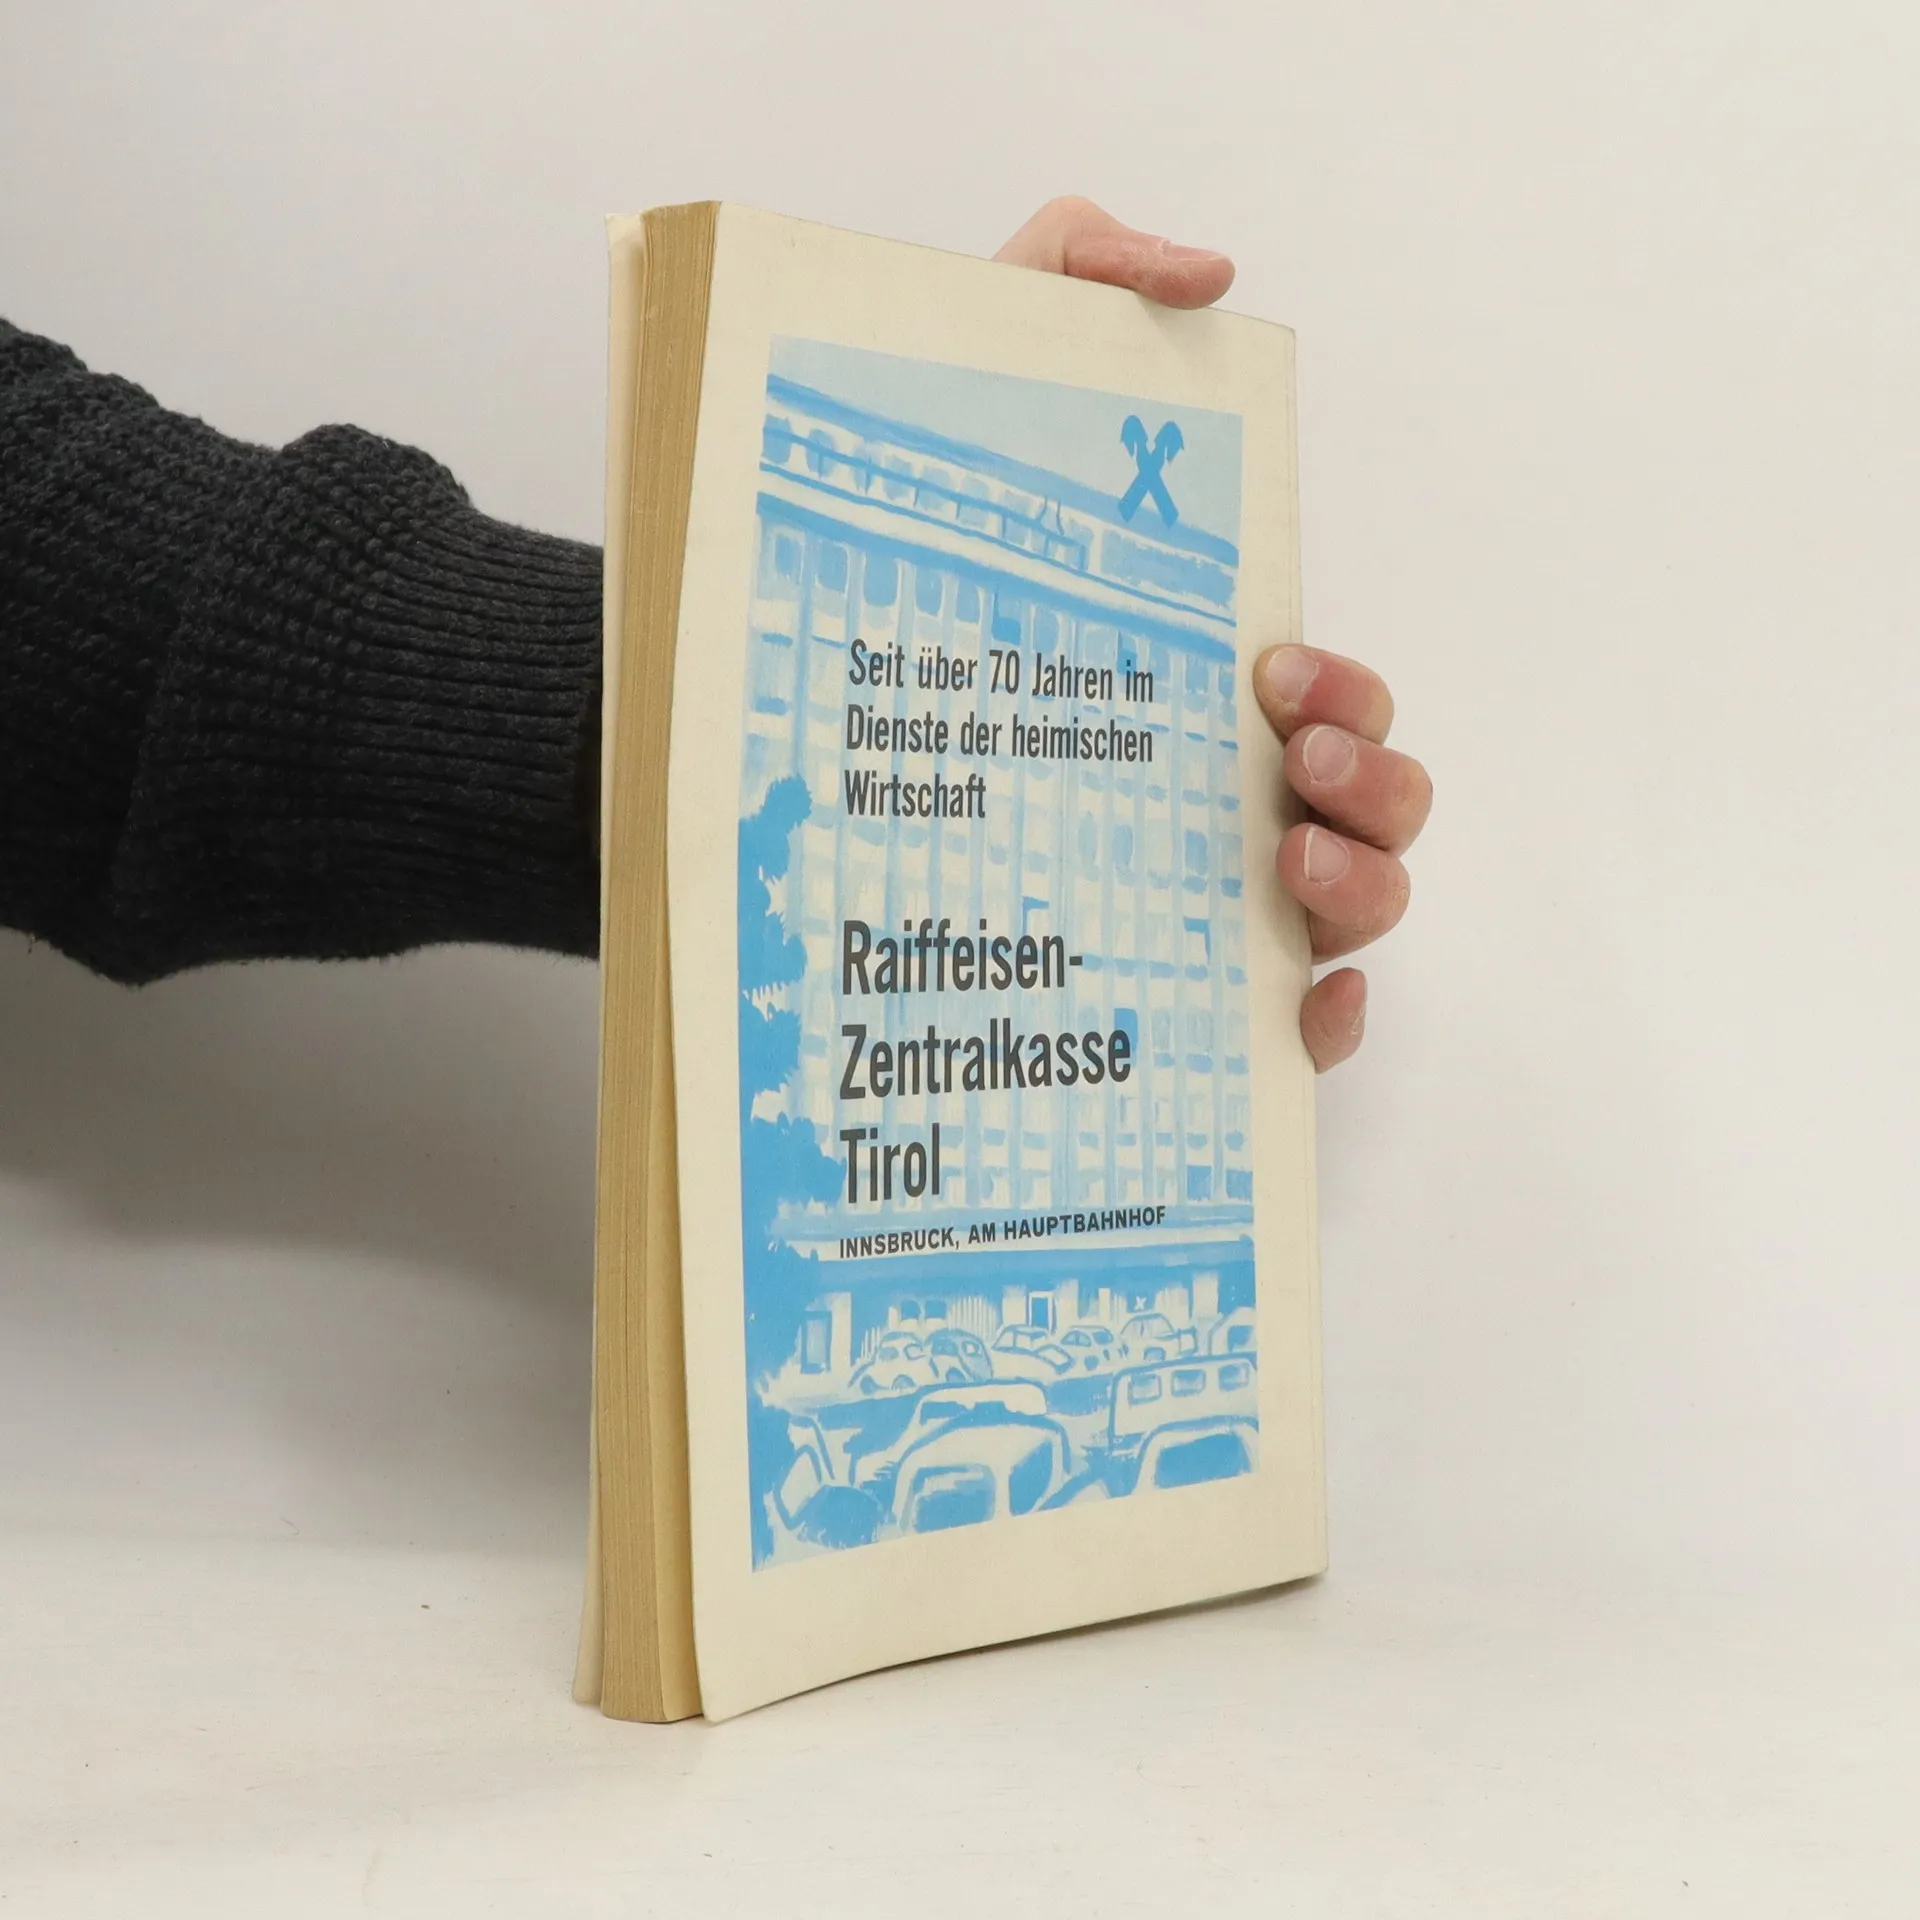 Seit über 70 Jahren im
Dienste der heimischen
Wirtschaft
Raiffeisen-
Zentralkasse
Tirol
INNSBRUCK, AM HAUPTBAHNHOF